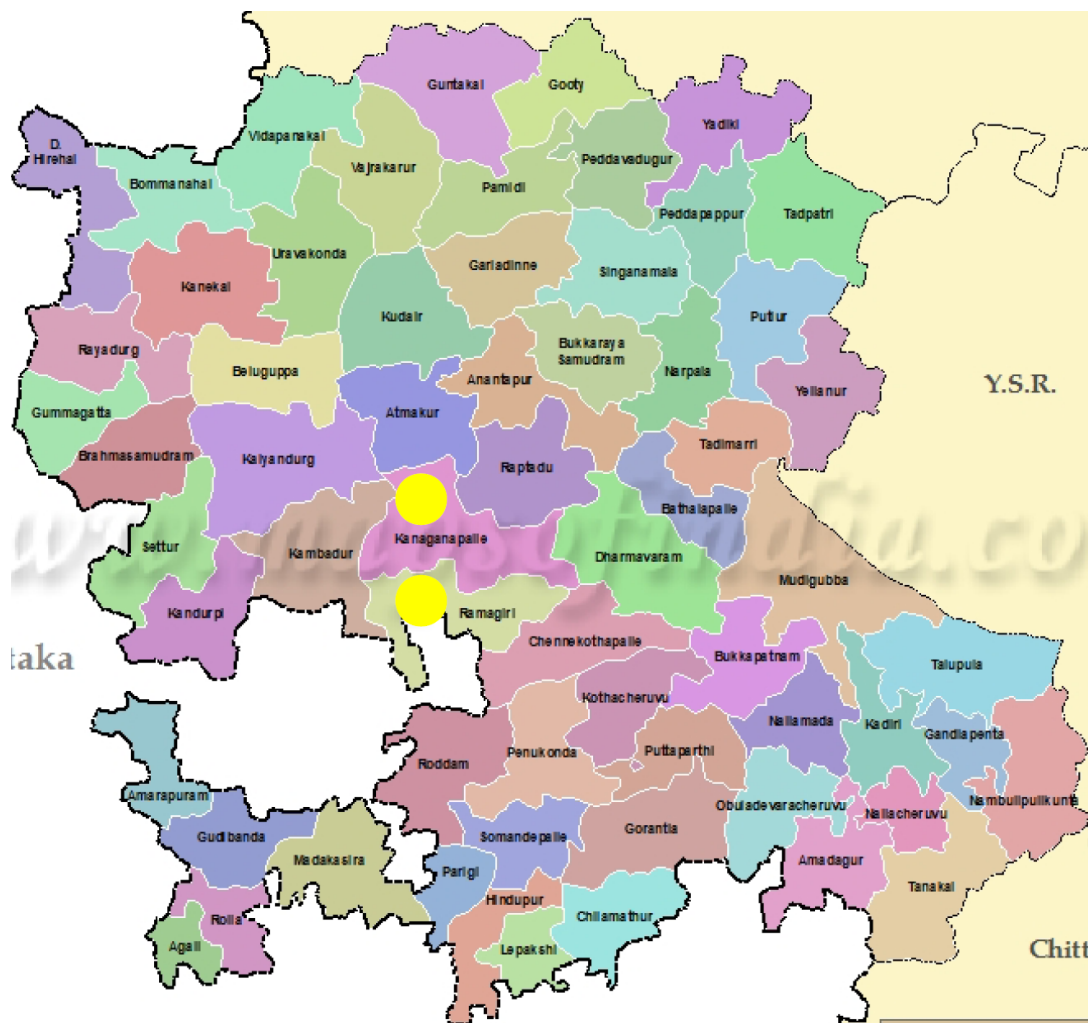 Guntakal
Gooty
Yadiki
D.
Hirehal
Vidapanakal
Vajrakarur
Peddavadugur
Bommanahal
Pamidi
Peddapappur
Tadpatri
Uravakonda
Garladinne
Singanamala
Kanekal
Kudair
Putlur
Rayadurg
Beluguppa
Bukkaraya
Samudram
Narpala
Anantapur
Yellanur
Y.S.R.
Gummagatta
Atmakur
Brahmasamudram
Kalyandurg
Raptadu
Tadimarri
Bathalapalle
www.mapsofindia.co
Settur
Kambadur
Kanaganapalle
Dharmavaram
Mudigubba
Kandurpi
Ramagiri
Chennekothapalle
Bukkapatnam
taka
Talupula
Kothacheruvu
Nallamada
Kadiri
Gandlapenta
Roddam
Penukonda
Puttaparthi
Amarapuram
Obuladevaracheruvu
Nallacheruvu
Nambulipulikunta
Gudibanda
Somandepalle
Gorantla
Madakasira
Parigi
Amadagur
Tanakal
Hindupur
Rolla
Chilamathur
Agali
Lepakshi
Chitt